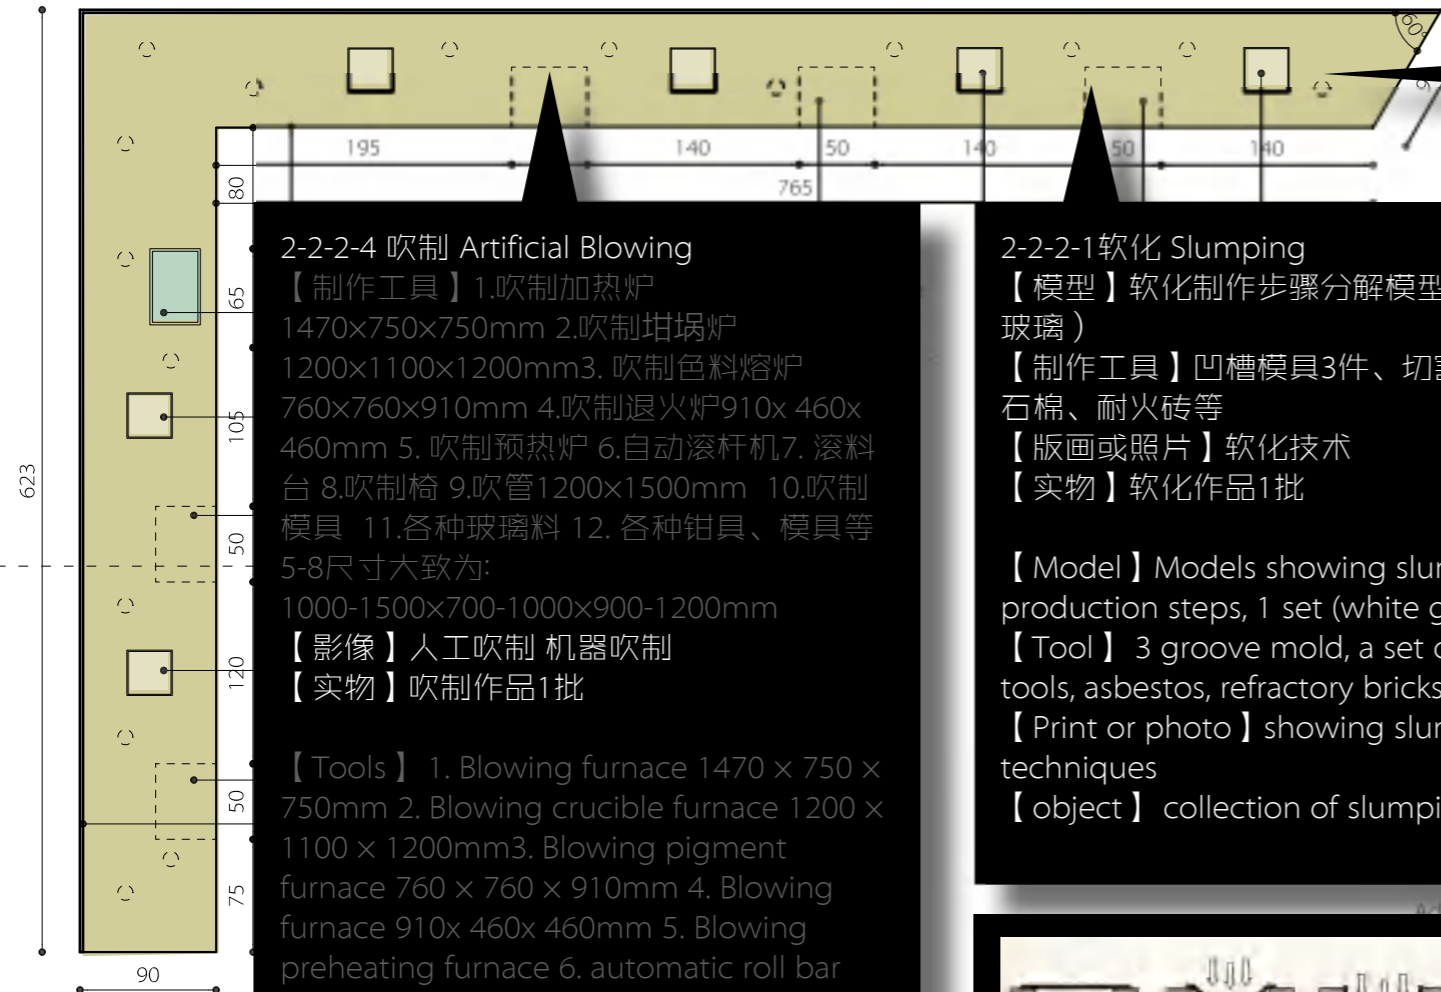 60°
195
140
50
140
50
140
765
80
65
105
50
120
50
75
623
90
2-2-2-4 吹制 Artificial Blowing
【制作工具】1.吹制加热炉
1470×750×750mm 2.吹制坩埚炉
1200×1100×1200mm3. 吹制色料熔炉
760×760×910mm 4.吹制退火炉910x 460x
460mm 5. 吹制预热炉 6.自动滚杆机7. 滚料
台 8.吹制椅 9.吹管1200×1500mm 10.吹制
模具 11.各种玻璃料 12. 各种钳具、模具等
5-8尺寸大致为:
1000-1500×700-1000×900-1200mm
【影像】人工吹制 机器吹制
【实物】吹制作品1批
【Tools】 1. Blowing furnace 1470 × 750 ×
750mm 2. Blowing crucible furnace 1200 ×
1100 × 1200mm3. Blowing pigment
furnace 760 × 760 × 910mm 4. Blowing
furnace 910x 460x 460mm 5. Blowing
preheating furnace 6. automatic roll bar
2-2-2-1软化 Slumping
【模型】软化制作步骤分解模型
玻璃）
【制作工具】凹槽模具3件、切
石棉、耐火砖等
【版画或照片】软化技术
【实物】软化作品1批
【Model】Models showing slu
production steps, 1 set (white g
【Tool】 3 groove mold, a set
tools, asbestos, refractory bricks
【Print or photo】showing slu
techniques
【object】 collection of slumpi